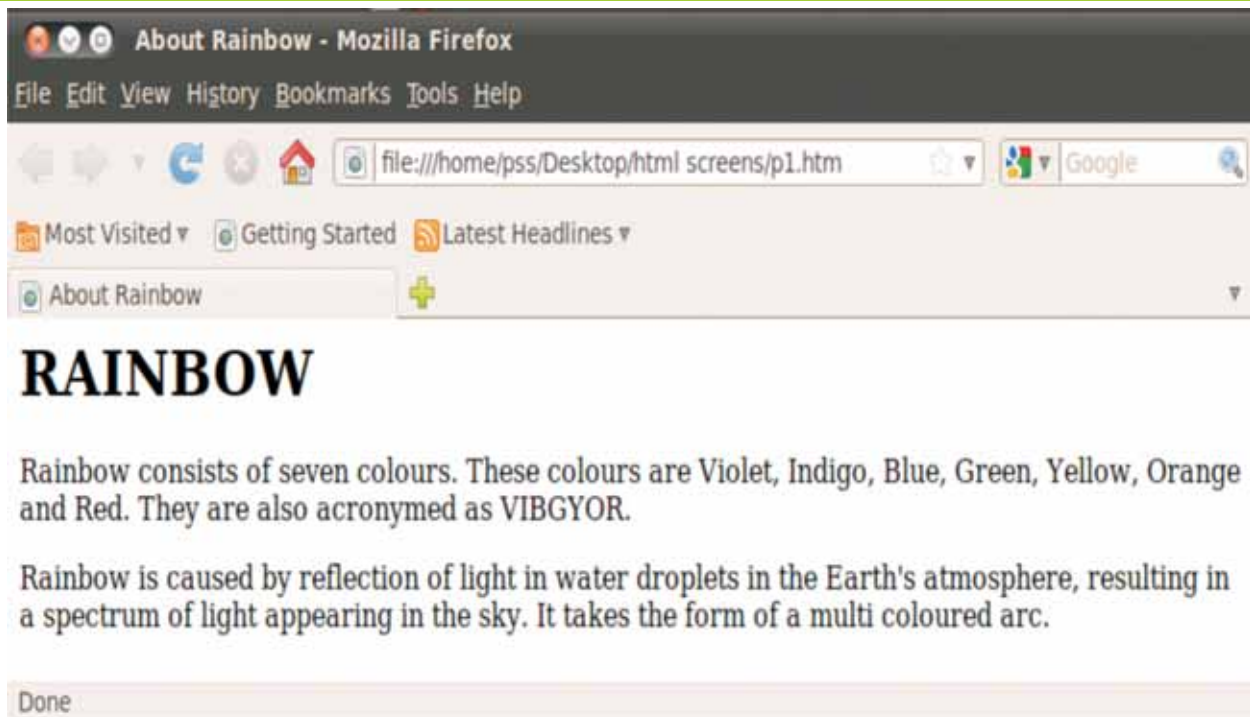 About Rainbow - Mozilla Firefox
File Edit View History Bookmarks Tools Help
file:///home/pss/Desktop/html screens/p1.htm
Google
Most Visited Getting Started Latest Headlines
About Rainbow
RAINBOW
Rainbow consists of seven colours. These colours are Violet, Indigo, Blue, Green, Yellow, Orange
and Red. They are also acronymed as VIBGYOR.
Rainbow is caused by reflection of light in water droplets in the Earth's atmosphere, resulting in
a spectrum of light appearing in the sky. It takes the form of a multi coloured arc.
Done